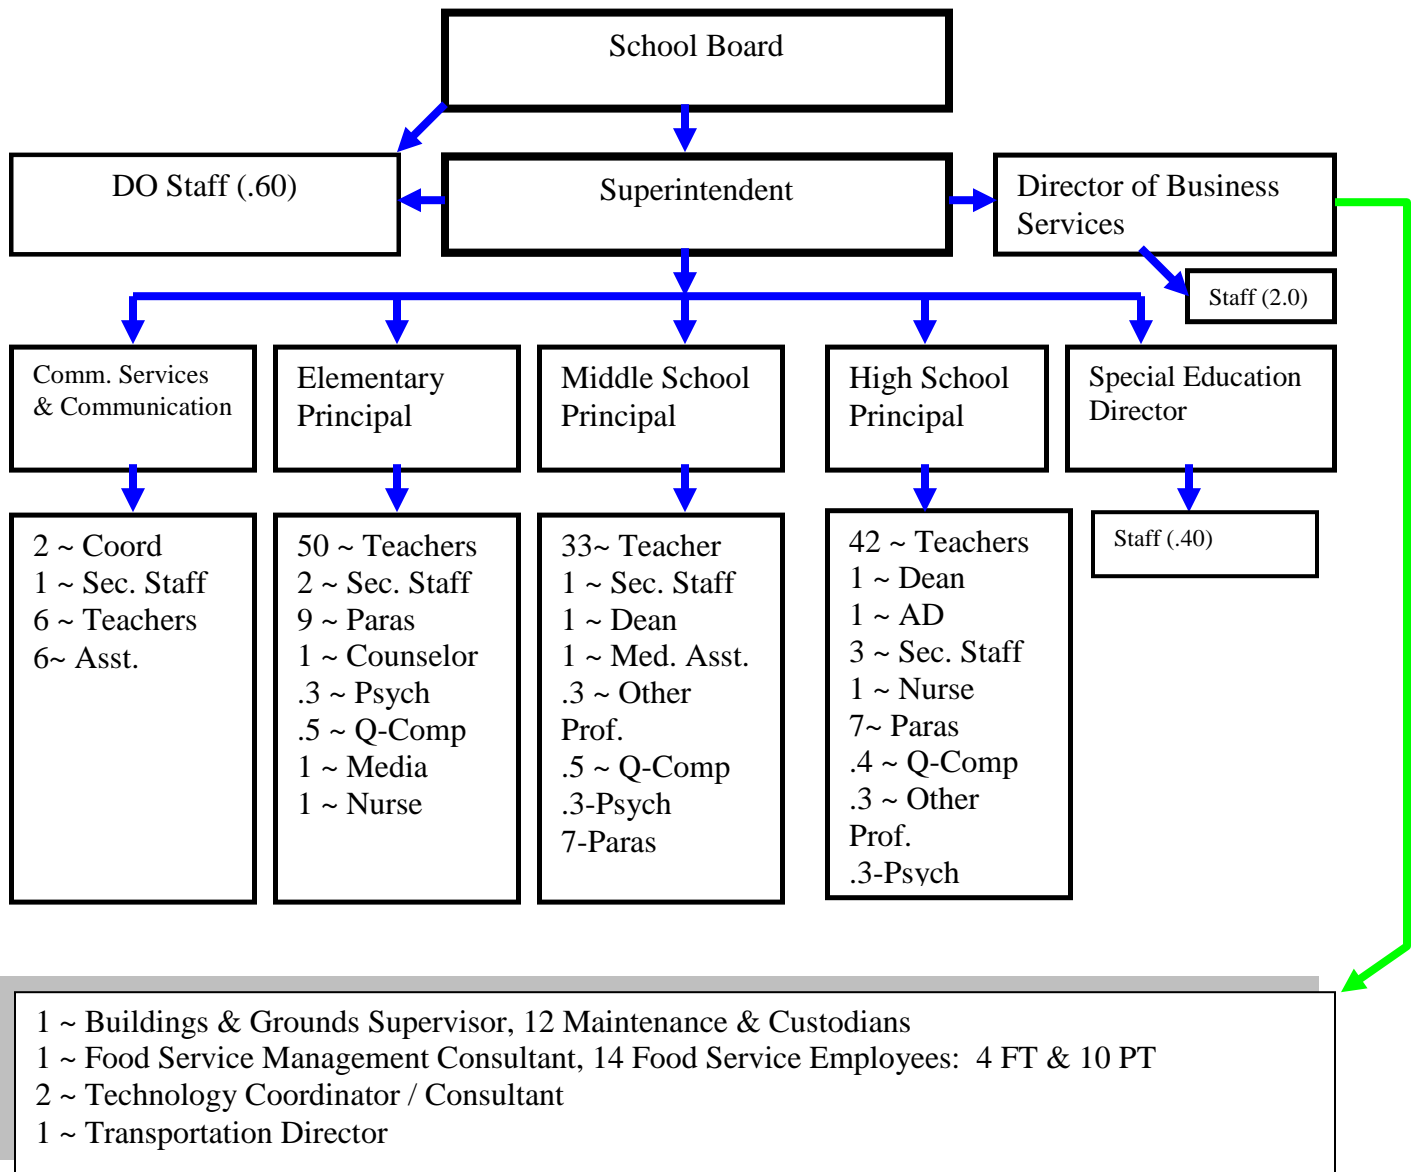 School Board
DO Staff (.60)
Superintendent
Director of Business
Services
Staff (2.0)
Comm. Services
& Communication
Elementary
Principal
Middle School
Principal
High School
Principal
Special Education
Director
2 ~ Coord
1 ~ Sec. Staff
6 ~ Teachers
6~ Asst.
50 ~ Teachers
2 ~ Sec. Staff
9 ~ Paras
1 ~ Counselor
.3 ~ Psych
.5 ~ Q-Comp
1 ~ Media
1 ~ Nurse
33~ Teacher
1 ~ Sec. Staff
1 ~ Dean
1 ~ Med. Asst.
.3 ~ Other
Prof.
.5 ~ Q-Comp
.3-Psych
7-Paras
42 ~ Teachers
1 ~ Dean
1 ~ AD
3 ~ Sec. Staff
1 ~ Nurse
7~ Paras
.4 ~ Q-Comp
.3 ~ Other
Prof.
.3-Psych
Staff (.40)
1 ~ Buildings & Grounds Supervisor, 12 Maintenance & Custodians
1 ~ Food Service Management Consultant, 14 Food Service Employees:  4 FT & 10 PT
2 ~ Technology Coordinator / Consultant
1 ~ Transportation Director